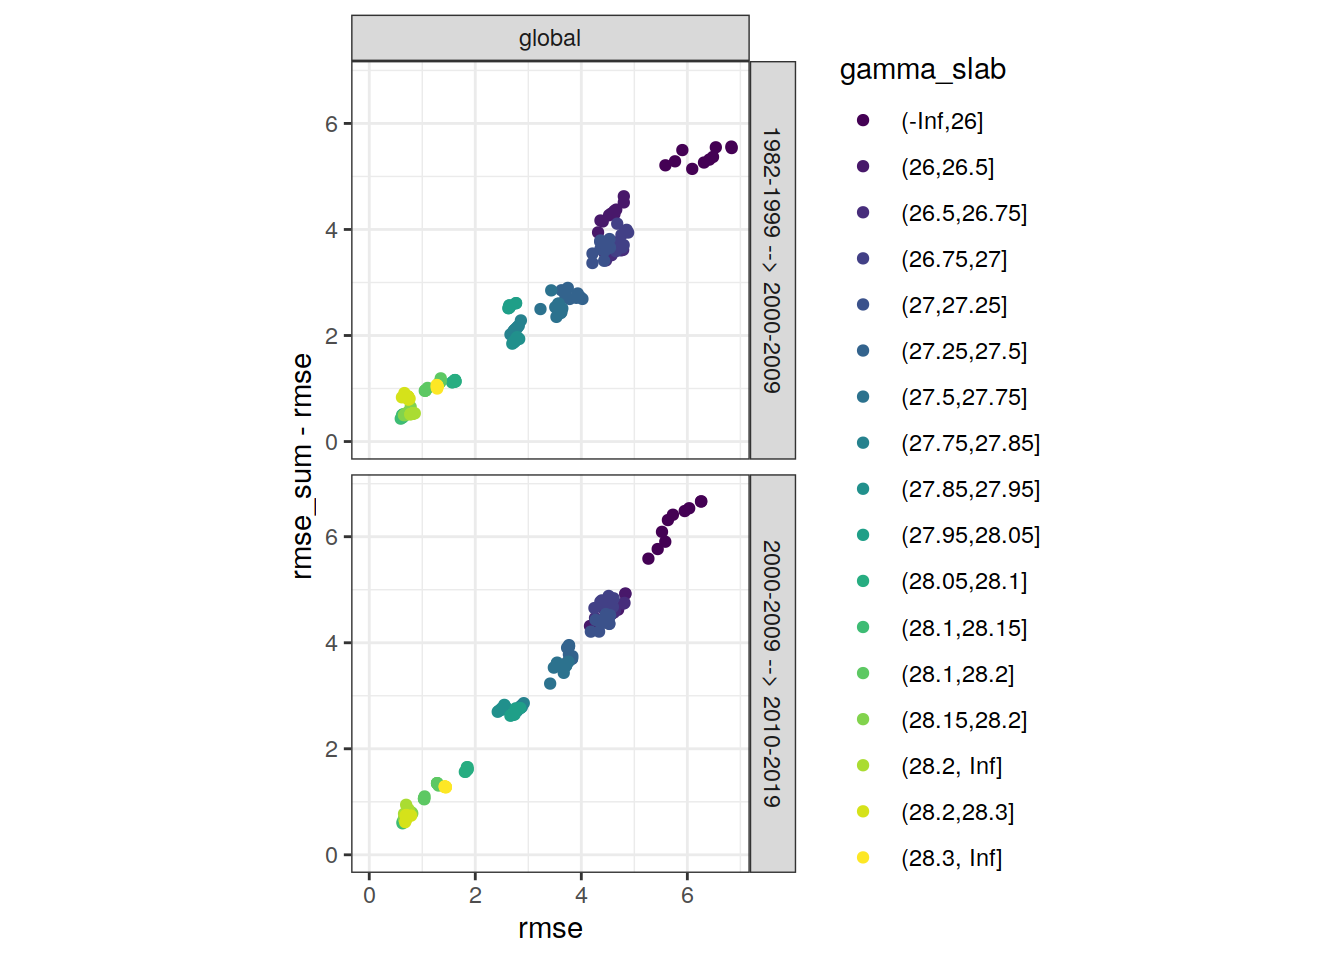 global
gamma_slab
6
4
2
0
1982-1999 --> 2000-2009
6
4
2
0
2000-2009 --> 2010-2019
rmse_sum - rmse
0 2 4 6
rmse
(-Inf,26]
(26,26.5]
(26.5,26.75]
(26.75,27]
(27,27.25]
(27.25,27.5]
(27.5,27.75]
(27.75,27.85]
(27.85,27.95]
(27.95,28.05]
(28.05,28.1]
(28.1,28.15]
(28.1,28.2]
(28.15,28.2]
(28.2, Inf]
(28.2,28.3]
(28.3, Inf]